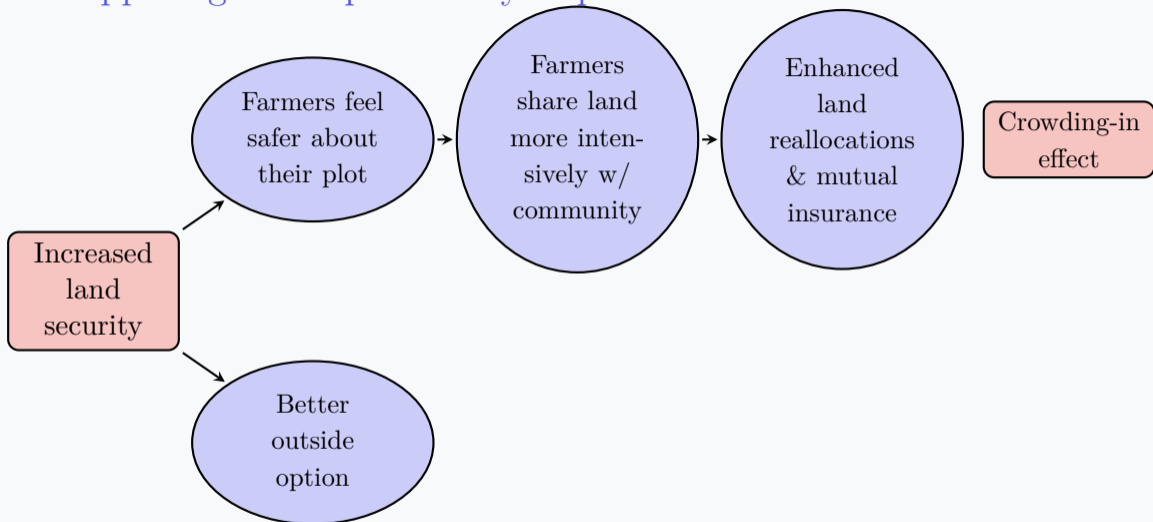 Farmers feel
safer about
their plot
Farmers
share land
more inten-
sively w/
community
Enhanced
land
reallocations
& mutual
insurance
Crowding-in
effect
Increased
land
security
Better
outside
option